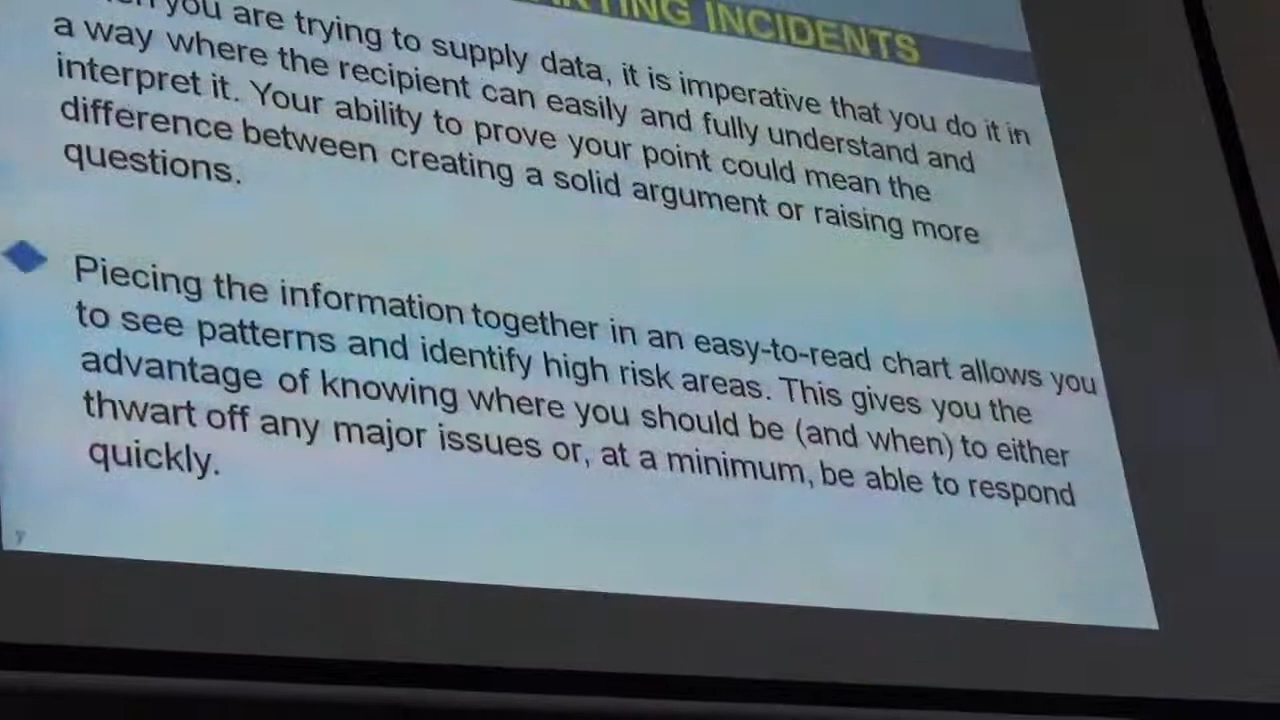 INCIDENTS
you are trying to supply data, it is imperative that you do it in
a way where the recipient can easily and fully understand and
interpret it. Your ability to prove your point could mean the
difference between creating a solid argument or raising more
questions.
Piecing the information together in an easy-to-read chart allows you
to see patterns and identify high risk areas. This gives you the
advantage of knowing where you should be (and when) to either
thwart off any major issues or, at a minimum, be able to respond
quickly.